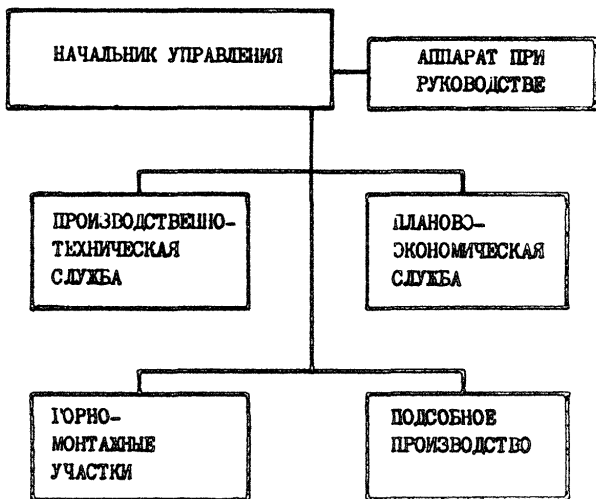 НАЧАЛЬНИК УПРАВЛЕНИЯ
АППАРАТ ПРИ
РУКОВОДСТВЕ
ПРОИЗВОДСТВЕННО-
ТЕХНИЧЕСКАЯ
СЛУЖБА
ПЛАНОВО-
ЭКОНОМИЧЕСКАЯ
СЛУЖБА
ГОРНО-
МОНТАЖНЫЕ
УЧАСТКИ
ПОДСОБНОЕ
ПРОИЗВОДСТВО